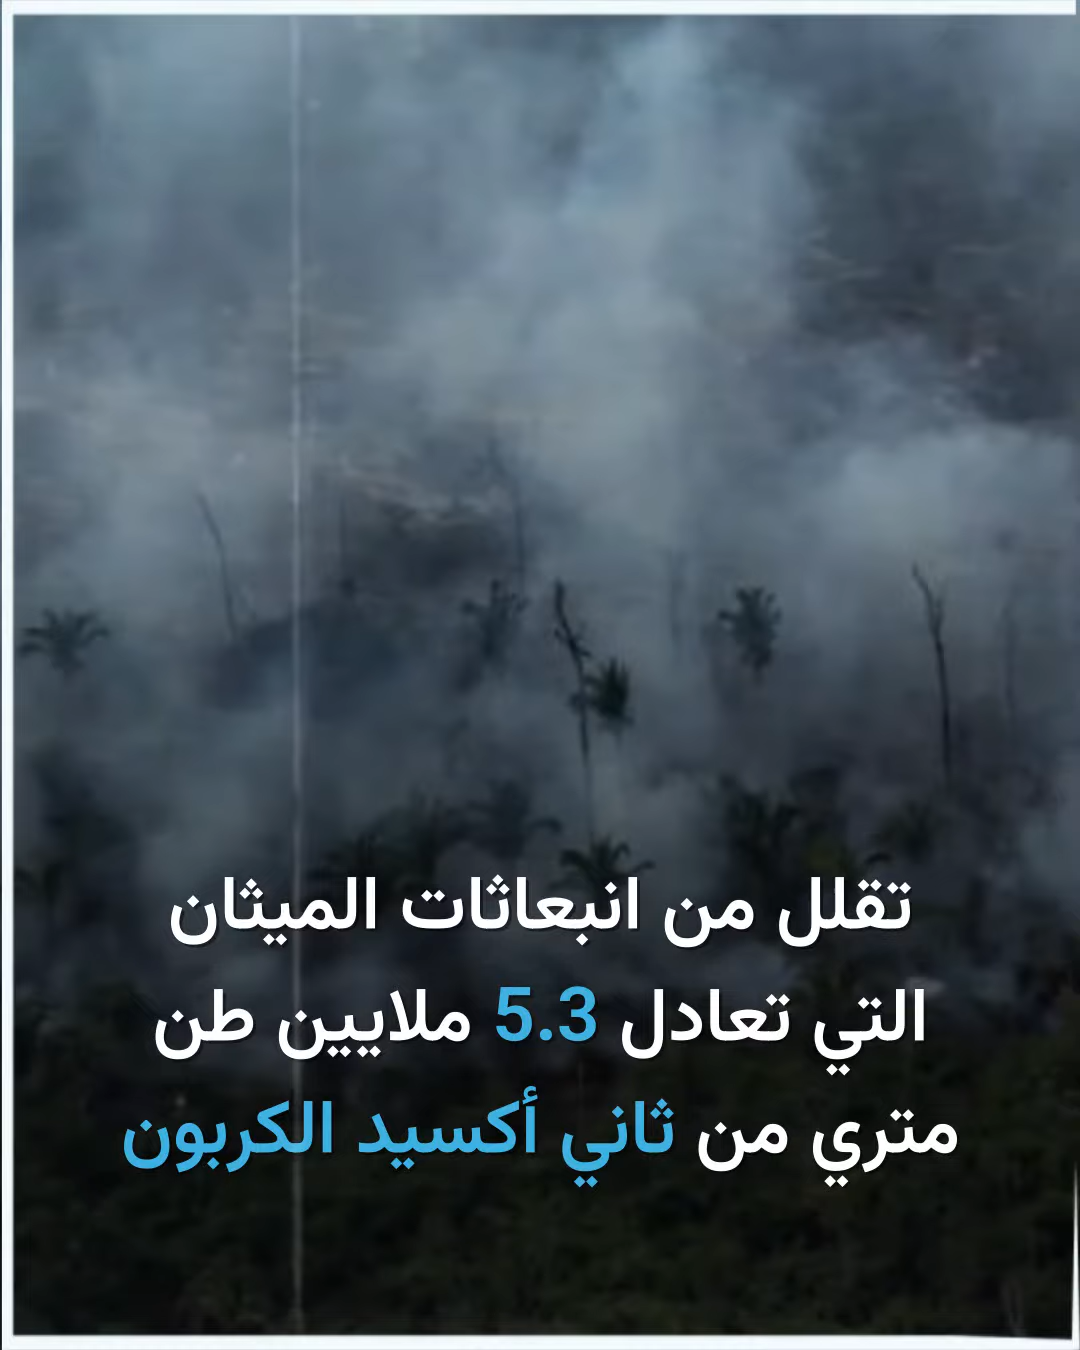 تقلل من انبعاثات الميثان
التي تعادل 5.3 ملايين طن
متري من ثاني أكسيد الكربون